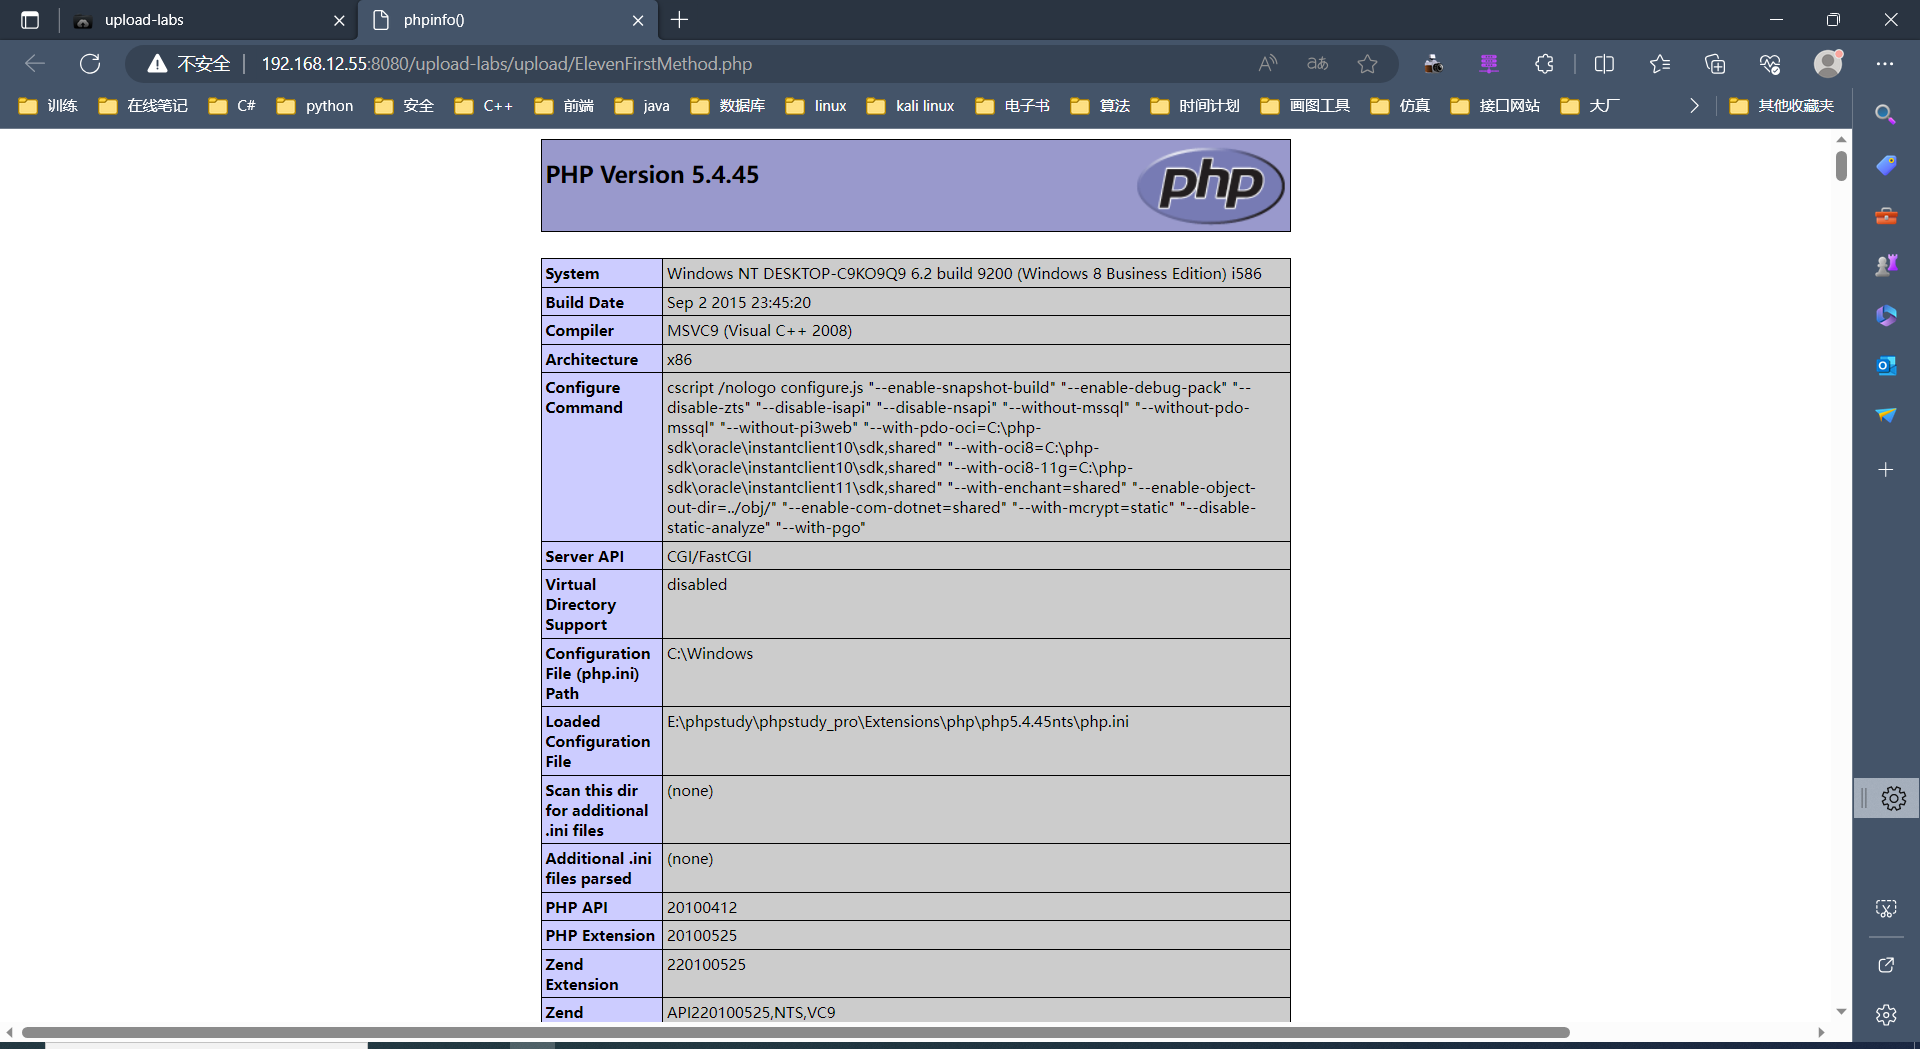 upload-labs
phpinfo()
不安全
192.168.12.55:8080/upload-labs/upload/ElevenFirstMethod.php
训练
在线笔记
C#
python
安全
C++
前端
java
数据库
linux
kali linux
电子书
算法
时间计划
画图工具
仿真
接口网站
大厂
其他收藏夹
PHP Version 5.4.45
php
System
Windows NT DESKTOP-C9KO9Q9 6.2 build 9200 (Windows 8 Business Edition) i586
Build Date
Sep 2 2015 23:45:20
Compiler
MSVC9 (Visual C++ 2008)
Architecture
x86
Configure
Command
cscript /nologo configure.js "--enable-snapshot-build" "--enable-debug-pack" "--
disable-zts" "--disable-isapi" "--disable-nsapi" "--without-mssql" "--without-pdo-
mssql" "--without-pi3web" "--with-pdo-oci=C:\php-
sdk\oracle\instantclient10\sdk,shared" "--with-oci8=C:\php-
sdk\oracle\instantclient10\sdk,shared" "--with-oci8-11g=C:\php-
sdk\oracle\instantclient11\sdk,shared" "--with-enchant=shared" "--enable-object-
out-dir=../obj/" "--enable-com-dotnet=shared" "--with-mcrypt=static" "--disable-
static-analyze" "--with-pgo"
Server API
CGI/FastCGI
Virtual
Directory
Support
disabled
Configuration
File (php.ini)
Path
C:\Windows
Loaded
Configuration
File
E:\phpstudy\phpstudy_pro\Extensions\php\php5.4.45nts\php.ini
Scan this dir
for additional
.ini files
(none)
Additional .ini
files parsed
(none)
PHP API
20100412
PHP Extension
20100525
Zend
Extension
220100525
Zend
API220100525,NTS,VC9